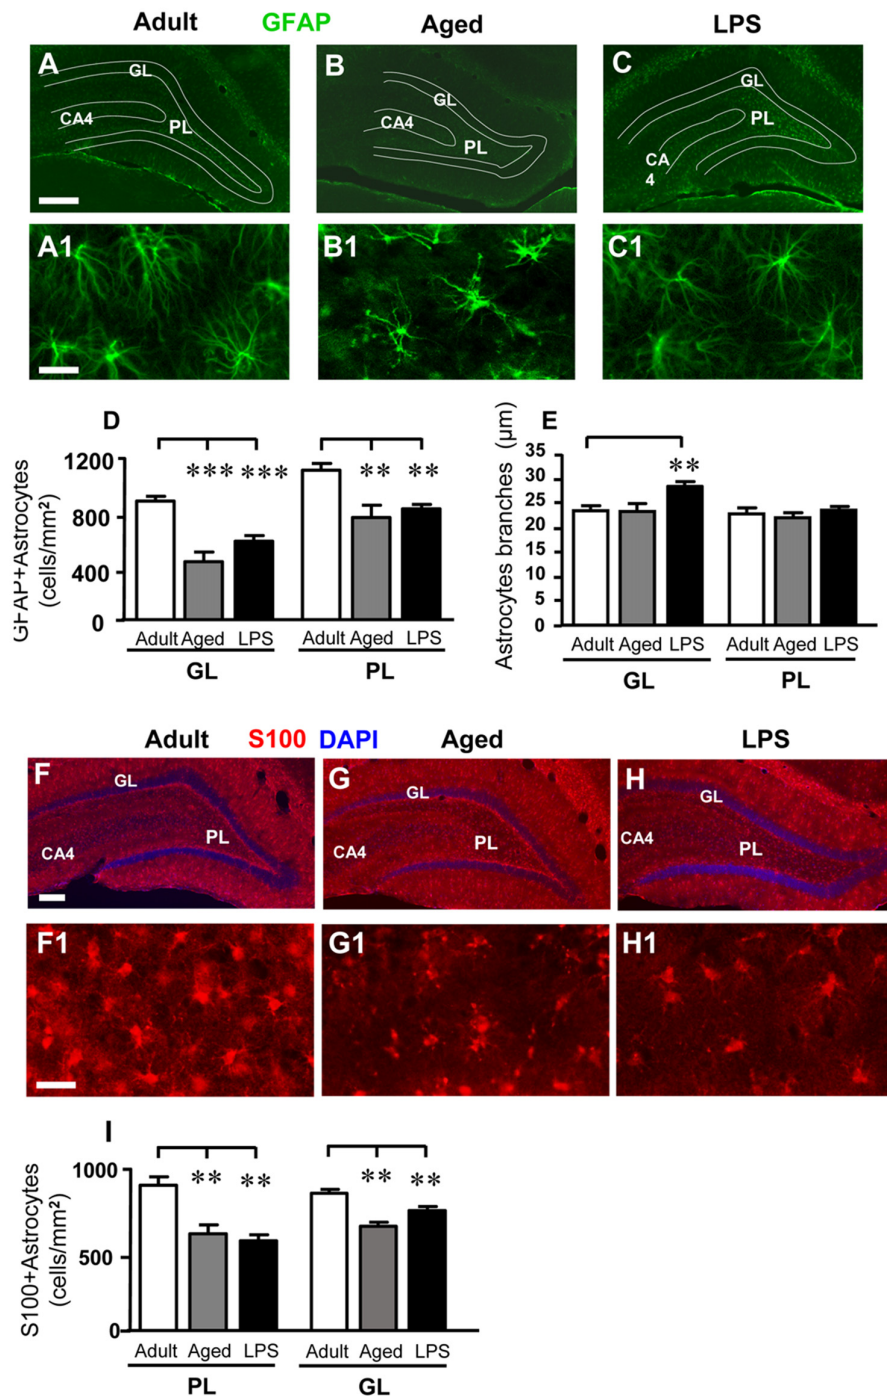 Adult GFAP Aged LPS
A GL CA4 PL
B GL CA4 PL
C GL CA 4 PL
A1 B1 C1
D
GFAP+Astrocytes (cells/mm²)
1200
800
400
0
*** *** ** **
Adult Aged LPS Adult Aged LPS
GL PL
E
Astrocytes branches (µm)
35
30
25
20
25
20
15
10
5
0
**
Adult Aged LPS Adult Aged LPS
GL PL
Adult S100 DAPI Aged LPS
F GL PL CA4
G GL PL CA4
H GL PL CA4
F1 G1 H1
I
S100+Astrocytes (cells/mm²)
1000
500
0
** ** ** **
Adult Aged LPS Adult Aged LPS
PL GL